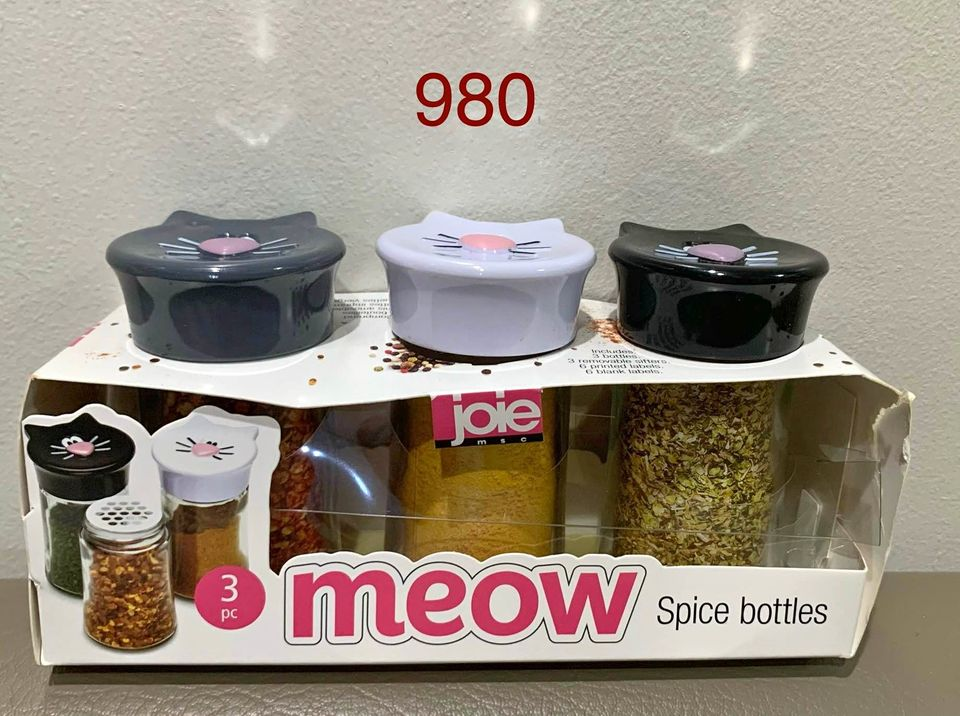 980
Includes:
3 bottles.
3 removable sifters.
6 printed labels.
6 blank labels.
joie
msc
3
pc
meow
Spice bottles